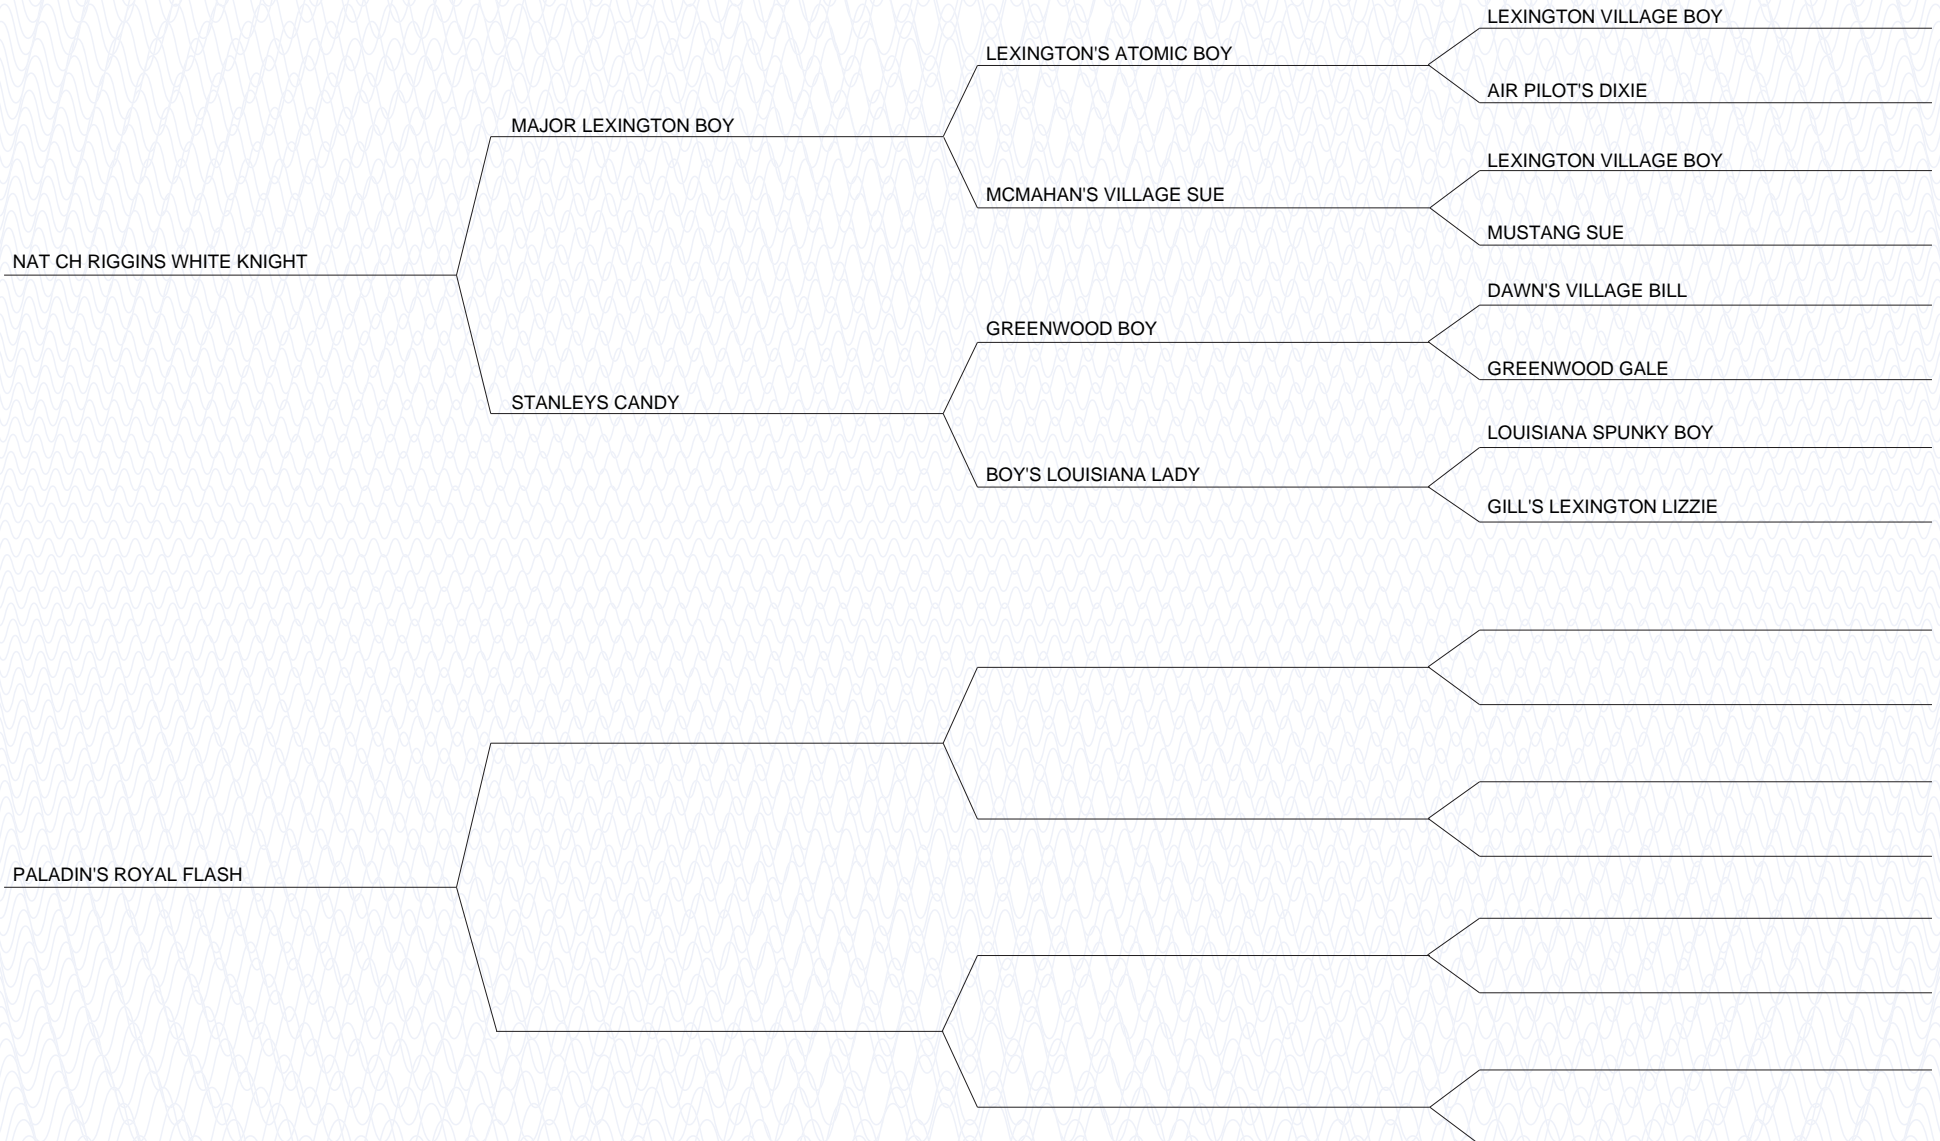 LEXINGTON VILLAGE BOY
LEXINGTON'S ATOMIC BOY
AIR PILOT'S DIXIE
MAJOR LEXINGTON BOY
LEXINGTON VILLAGE BOY
MCMAHAN'S VILLAGE SUE
MUSTANG SUE
NAT CH RIGGINS WHITE KNIGHT
DAWN'S VILLAGE BILL
GREENWOOD BOY
GREENWOOD GALE
STANLEYS CANDY
LOUISIANA SPUNKY BOY
BOY'S LOUISIANA LADY
GILL'S LEXINGTON LIZZIE
PALADIN'S ROYAL FLASH